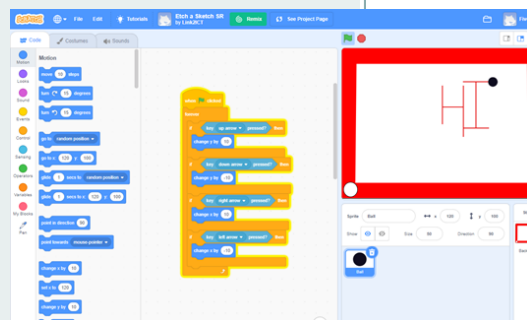 SCRATCH File Edit Tutorials Etch a Sketch SR by LinkRCT Remix See Project Page
Code Costumes Sounds
Motion
Looks
Sound
Events
Control
Sensing
Operators
Variables
My Blocks
Pen
Motion
move 10 steps
turn 15 degrees
turn 15 degrees
go to random position
go to x: 120 y: 100
glide 1 secs to random position
glide 1 secs to x: 120 y: 100
point in direction 90
point towards mouse-pointer
change x by 10
set x to 120
change y by 10
when clicked
forever
if key up arrow pressed? then
change y by 10
if key down arrow pressed? then
change y by -10
if key right arrow pressed? then
change x by 10
if key left arrow pressed? then
change x by -10
Sprite Ball x 120 y 100
Show Size 60 Direction 90
Ball